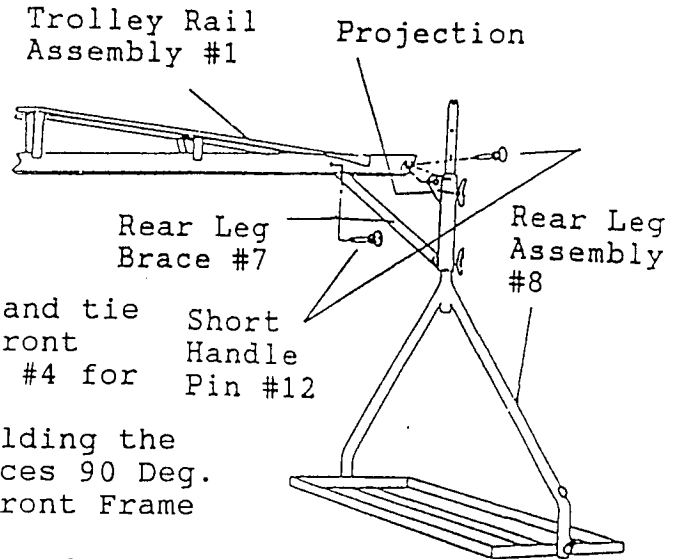 Trolley Rail
Assembly #1
Projection
Rear Leg
Brace #7
Rear Leg
Assembly
#8
Short
Handle
Pin #12
and tie
ront
#4 for
lding the
ces 90 Deg.
ront Frame